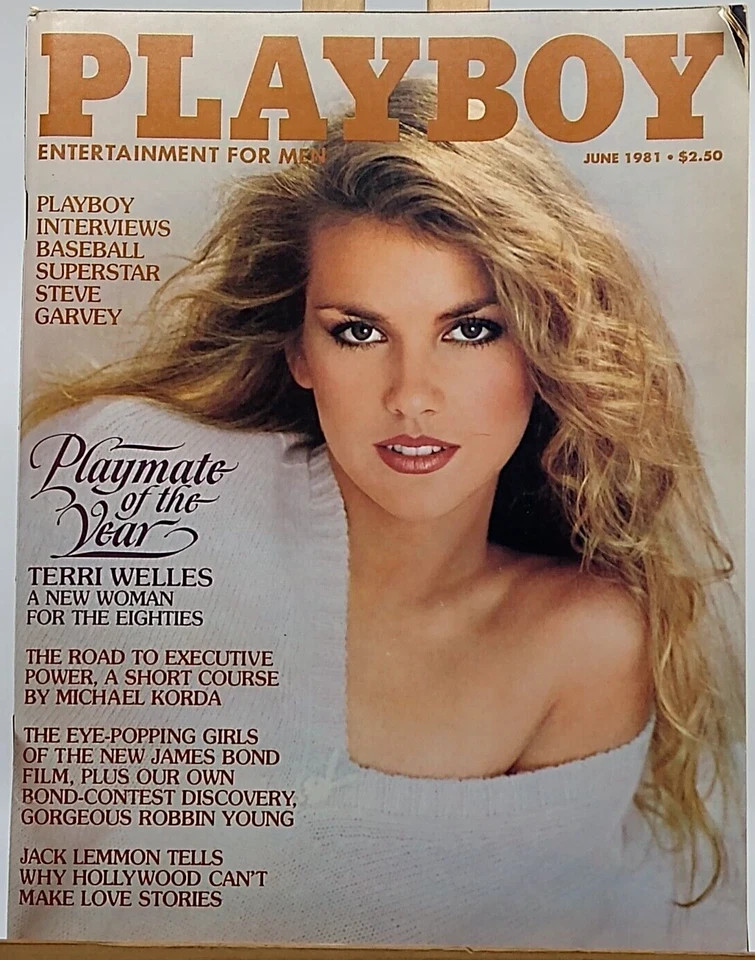 PLAYBOY
ENTERTAINMENT FOR MEN
JUNE 1981 • $2.50
PLAYBOY
INTERVIEWS
BASEBALL
SUPERSTAR
STEVE
GARVEY
Playmate
of the
Year
TERRI WELLES
A NEW WOMAN
FOR THE EIGHTIES
THE ROAD TO EXECUTIVE
POWER, A SHORT COURSE
BY MICHAEL KORDA
THE EYE-POPPING GIRLS
OF THE NEW JAMES BOND
FILM, PLUS OUR OWN
BOND-CONTEST DISCOVERY,
GORGEOUS ROBBIN YOUNG
JACK LEMMON TELLS
WHY HOLLYWOOD CAN'T
MAKE LOVE STORIES